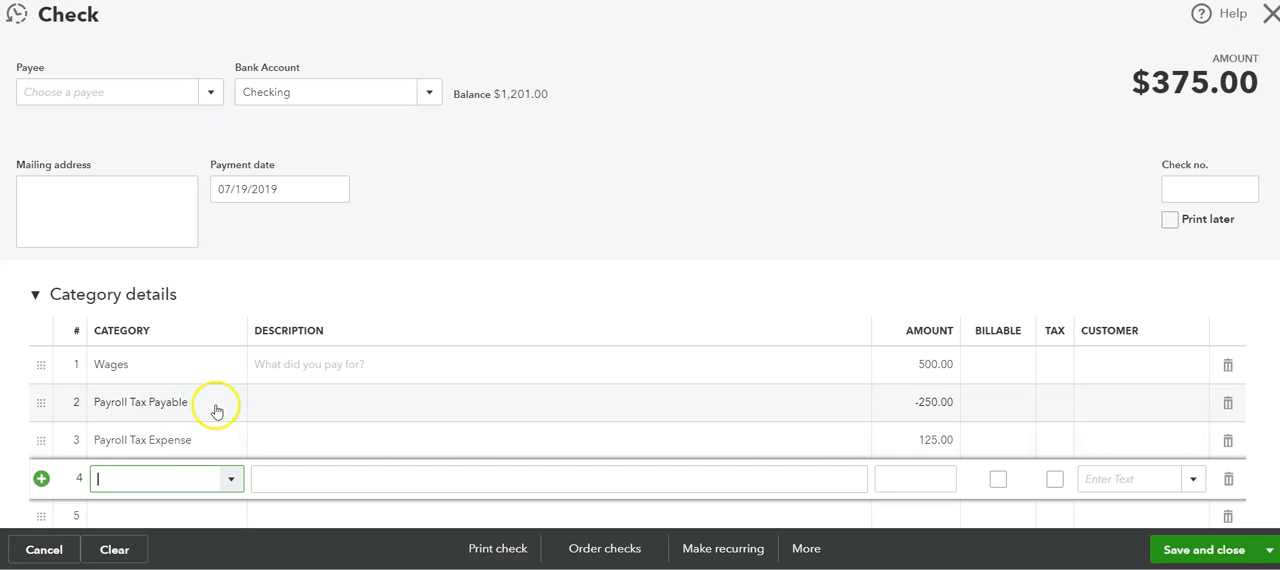 Check
Help
Payee
Bank Account
AMOUNT
Choose a payee
Checking
Balance $1,201.00
$375.00
Mailing address
Payment date
Check no.
07/19/2019
Print later
Category details
# CATEGORY DESCRIPTION AMOUNT BILLABLE TAX CUSTOMER
1 Wages What did you pay for? 500.00
2 Payroll Tax Payable -250.00
3 Payroll Tax Expense 125.00
4 Enter Text
5
Cancel Clear Print check Order checks Make recurring More Save and close